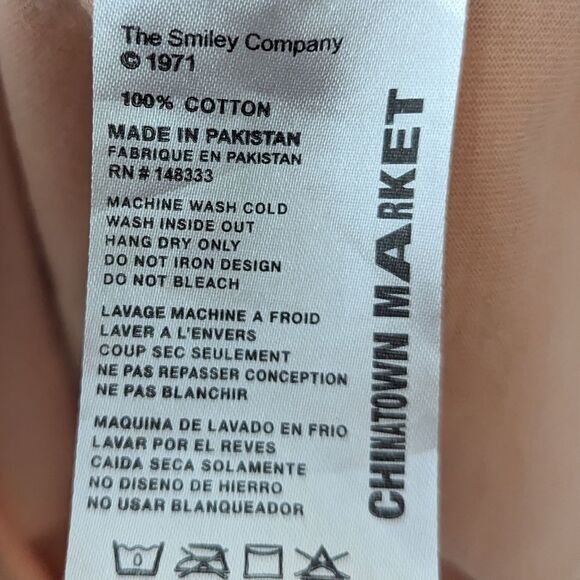 The Smiley Company
© 1971
100% COTTON
MADE IN PAKISTAN
FABRIQUE EN PAKISTAN
RN # 148333
MACHINE WASH COLD
WASH INSIDE OUT
HANG DRY ONLY
DO NOT IRON DESIGN
DO NOT BLEACH
LAVAGE MACHINE A FROID
LAVER A L'ENVERS
COUP SEC SEULEMENT
NE PAS REPASSER CONCEPTION
NE PAS BLANCHIR
MAQUINA DE LAVADO EN FRIO
LAVAR POR EL REVES
CAIDA SECA SOLAMENTE
NO DISENO DE HIERRO
NO USAR BLANQUEADOR
0
CHINATOWN MARKET